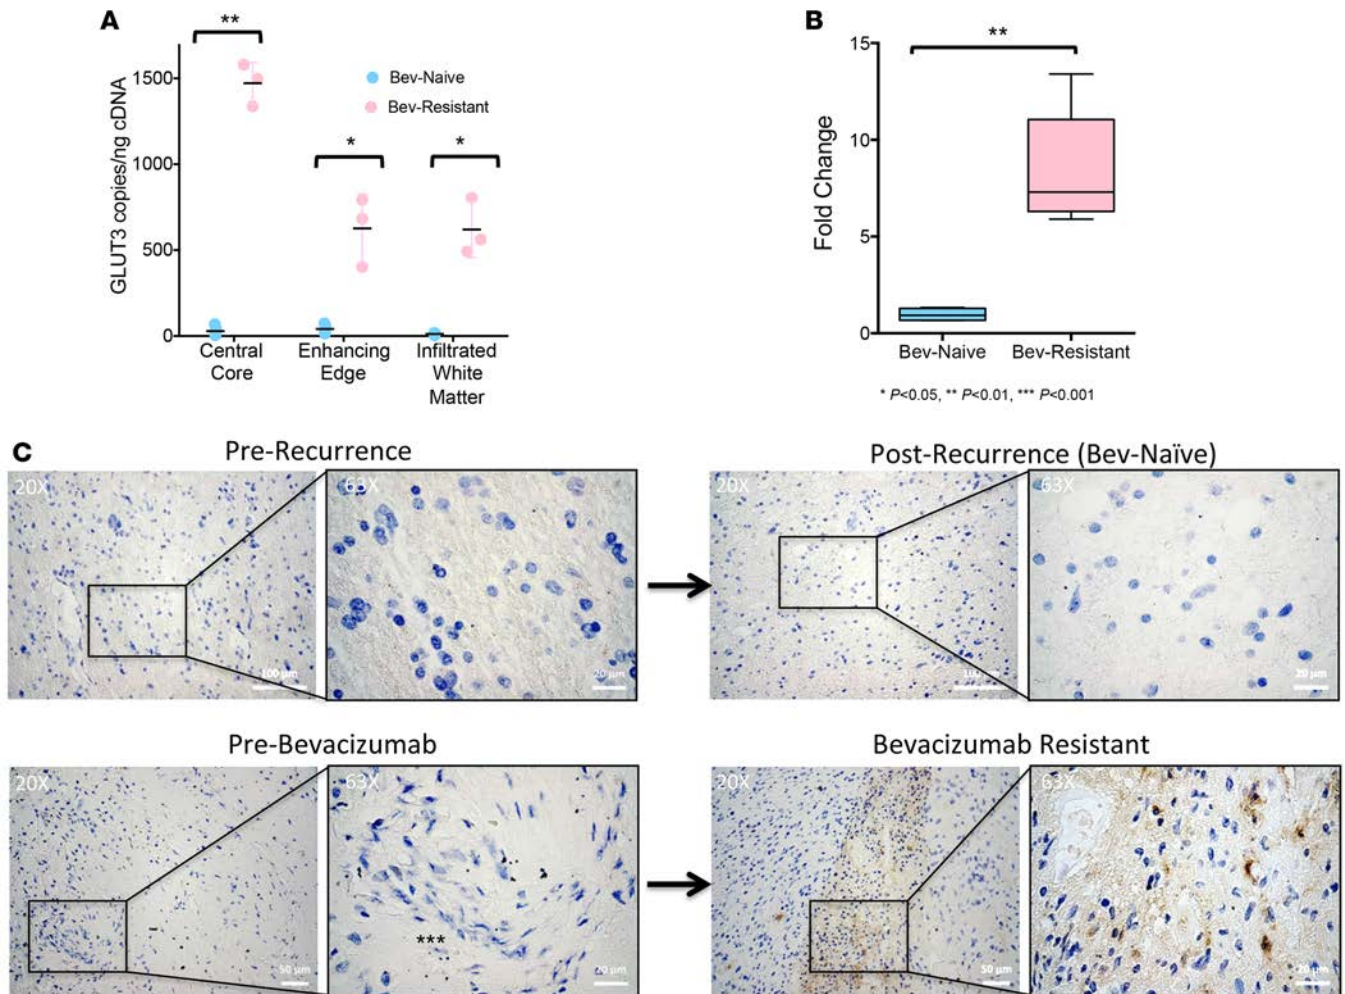 A
**
GLUT3 copies/ng cDNA
1500
1000
500
0
Bev-Naive
Bev-Resistant
*
*
Central
Core
Enhancing
Edge
Infiltrated
White
Matter
B
**
Fold Change
15
10
5
0
Bev-Naive
Bev-Resistant
* P<0.05, ** P<0.01, *** P<0.001
C
Pre-Recurrence
Post-Recurrence (Bev-Naïve)
20X
63X
20X
63X
100 µm
20 µm
100 µm
20 µm
Pre-Bevacizumab
Bevacizumab Resistant
20X
63X
20X
63X
***
50 µm
20 µm
50 µm
20 µm